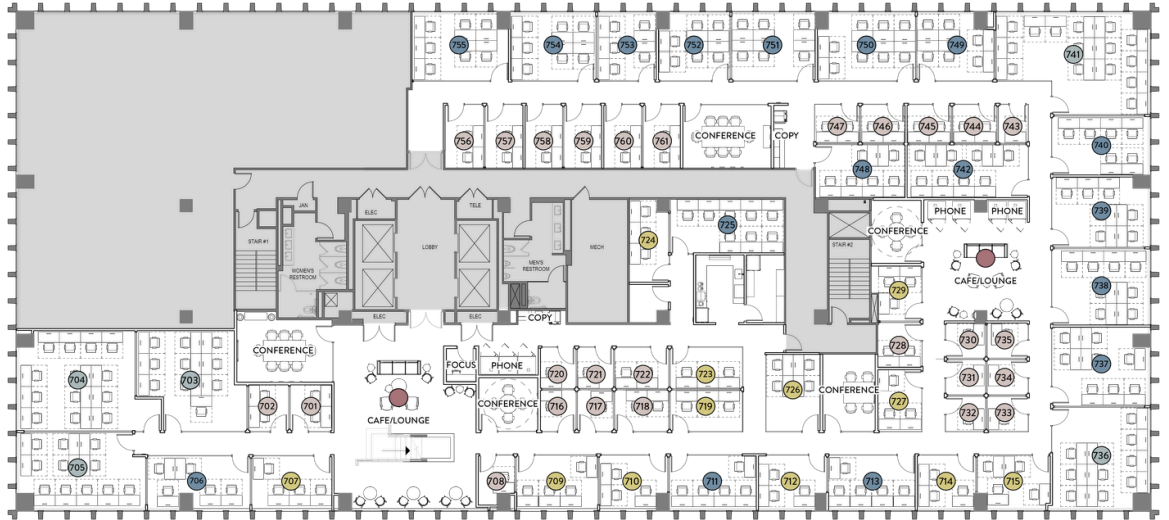 755
754
753
752
751
750
749
741
756
757
758
759
760
761
CONFERENCE
COPY
747
746
745
744
743
740
748
742
JAN
ELEC
TELE
STAIR #1
WOMEN'S
RESTROOM
LOBBY
MEN'S
RESTROOM
MECH
724
725
STAIR #2
CONFERENCE
PHONE
PHONE
739
CAFE/LOUNGE
729
738
ELEC
ELEC
COPY
CONFERENCE
FOCUS
PHONE
728
730
735
737
704
703
720
721
722
723
726
CONFERENCE
731
734
702
701
CAFE/LOUNGE
CONFERENCE
716
717
718
719
727
732
733
705
706
707
708
709
710
711
712
713
714
715
736